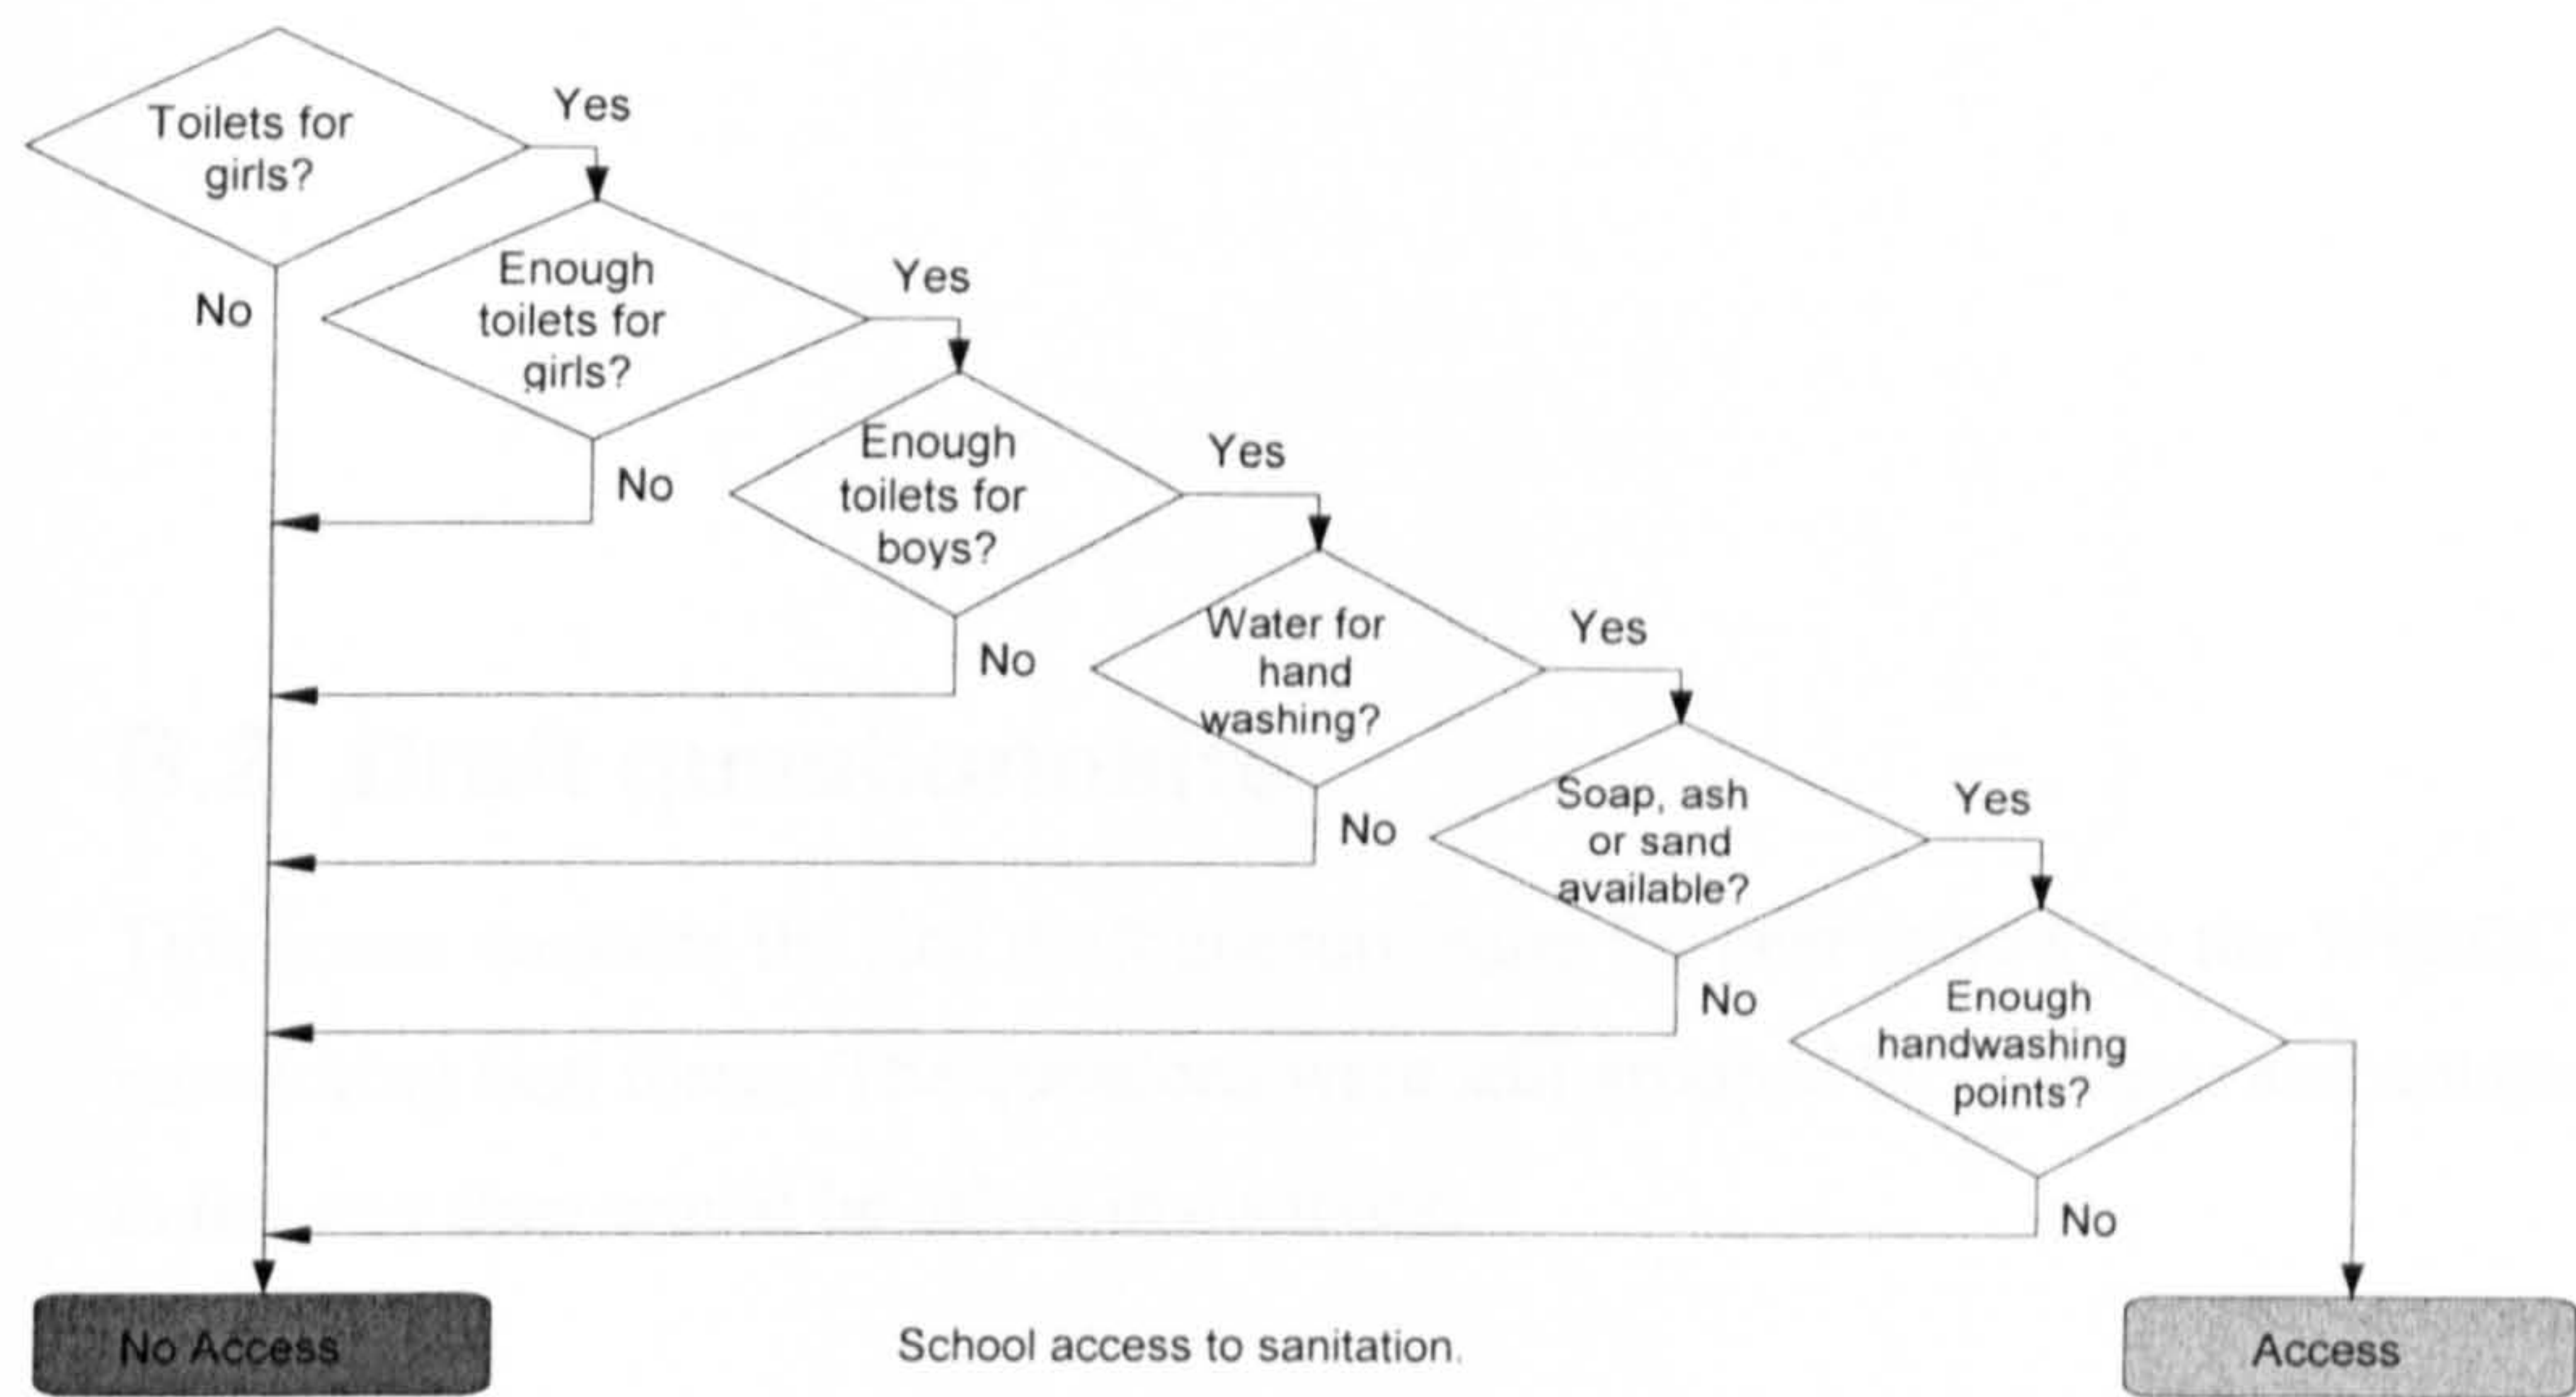 Toilets for
girls?
Yes
No
Enough
toilets for
girls?
Yes
No
Enough
toilets for
boys?
Yes
No
Water for
hand
washing?
Yes
No
Soap, ash
or sand
available?
Yes
No
Enough
handwashing
points?
No
No Access
School access to sanitation.
Access